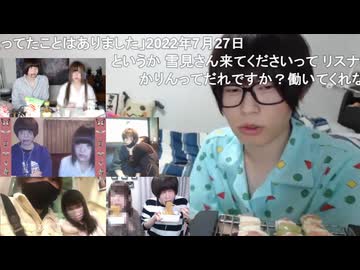 ってたことはありました」2022年7月27日
というか 雪見さん来てくださいって リスナ
かりんってだれですか？働いてくれな